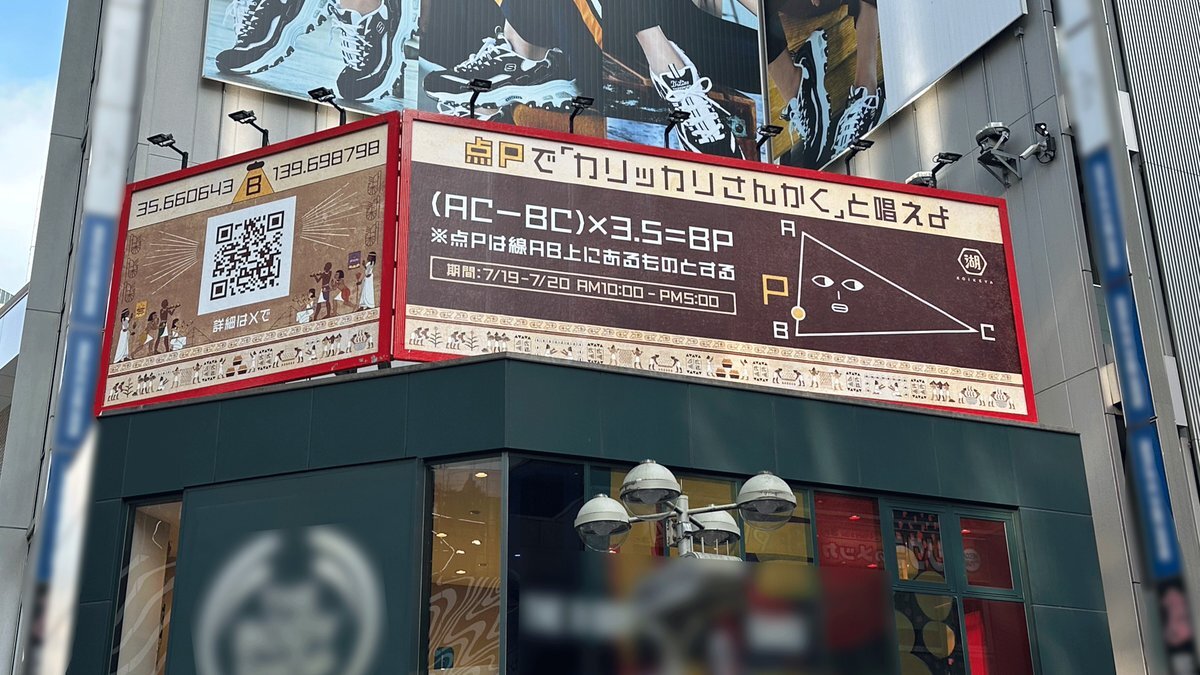 35.660643 B 139.698798
詳細はXで
点Pで「カリッカリさんかく」と唱えよ
(AC−BC)×3.5=BP
※点Pは線AB上にあるものとする
期間:7/19-7/20 AM10:00-PM5:00
A
P
B
C
湖
KOIKEYA